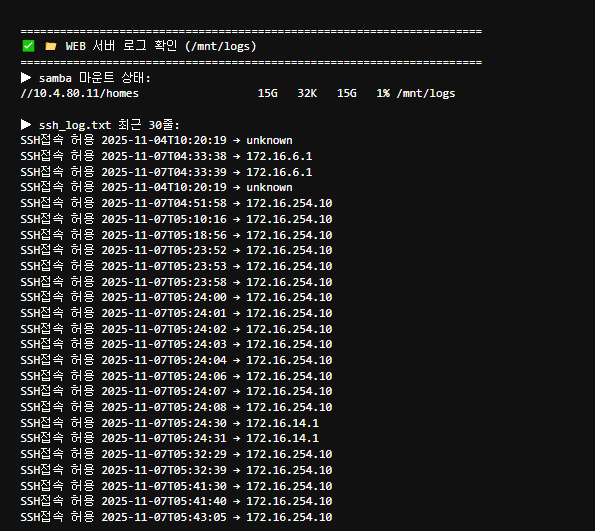 ======================================================================
✅ 📂 WEB 서버 로그 확인 (/mnt/logs)
======================================================================
▶ samba 마운트 상태:
//10.4.80.11/homes 15G 32K 15G 1% /mnt/logs
▶ ssh_log.txt 최근 30줄:
SSH접속 허용 2025-11-04T10:20:19 → unknown
SSH접속 허용 2025-11-07T04:33:38 → 172.16.6.1
SSH접속 허용 2025-11-07T04:33:39 → 172.16.6.1
SSH접속 허용 2025-11-04T10:20:19 → unknown
SSH접속 허용 2025-11-07T04:51:58 → 172.16.254.10
SSH접속 허용 2025-11-07T05:10:16 → 172.16.254.10
SSH접속 허용 2025-11-07T05:18:56 → 172.16.254.10
SSH접속 허용 2025-11-07T05:23:52 → 172.16.254.10
SSH접속 허용 2025-11-07T05:23:53 → 172.16.254.10
SSH접속 허용 2025-11-07T05:23:58 → 172.16.254.10
SSH접속 허용 2025-11-07T05:24:00 → 172.16.254.10
SSH접속 허용 2025-11-07T05:24:01 → 172.16.254.10
SSH접속 허용 2025-11-07T05:24:02 → 172.16.254.10
SSH접속 허용 2025-11-07T05:24:03 → 172.16.254.10
SSH접속 허용 2025-11-07T05:24:04 → 172.16.254.10
SSH접속 허용 2025-11-07T05:24:06 → 172.16.254.10
SSH접속 허용 2025-11-07T05:24:07 → 172.16.254.10
SSH접속 허용 2025-11-07T05:24:08 → 172.16.254.10
SSH접속 허용 2025-11-07T05:24:30 → 172.16.14.1
SSH접속 허용 2025-11-07T05:24:31 → 172.16.14.1
SSH접속 허용 2025-11-07T05:32:29 → 172.16.254.10
SSH접속 허용 2025-11-07T05:32:39 → 172.16.254.10
SSH접속 허용 2025-11-07T05:41:30 → 172.16.254.10
SSH접속 허용 2025-11-07T05:41:40 → 172.16.254.10
SSH접속 허용 2025-11-07T05:43:05 → 172.16.254.10